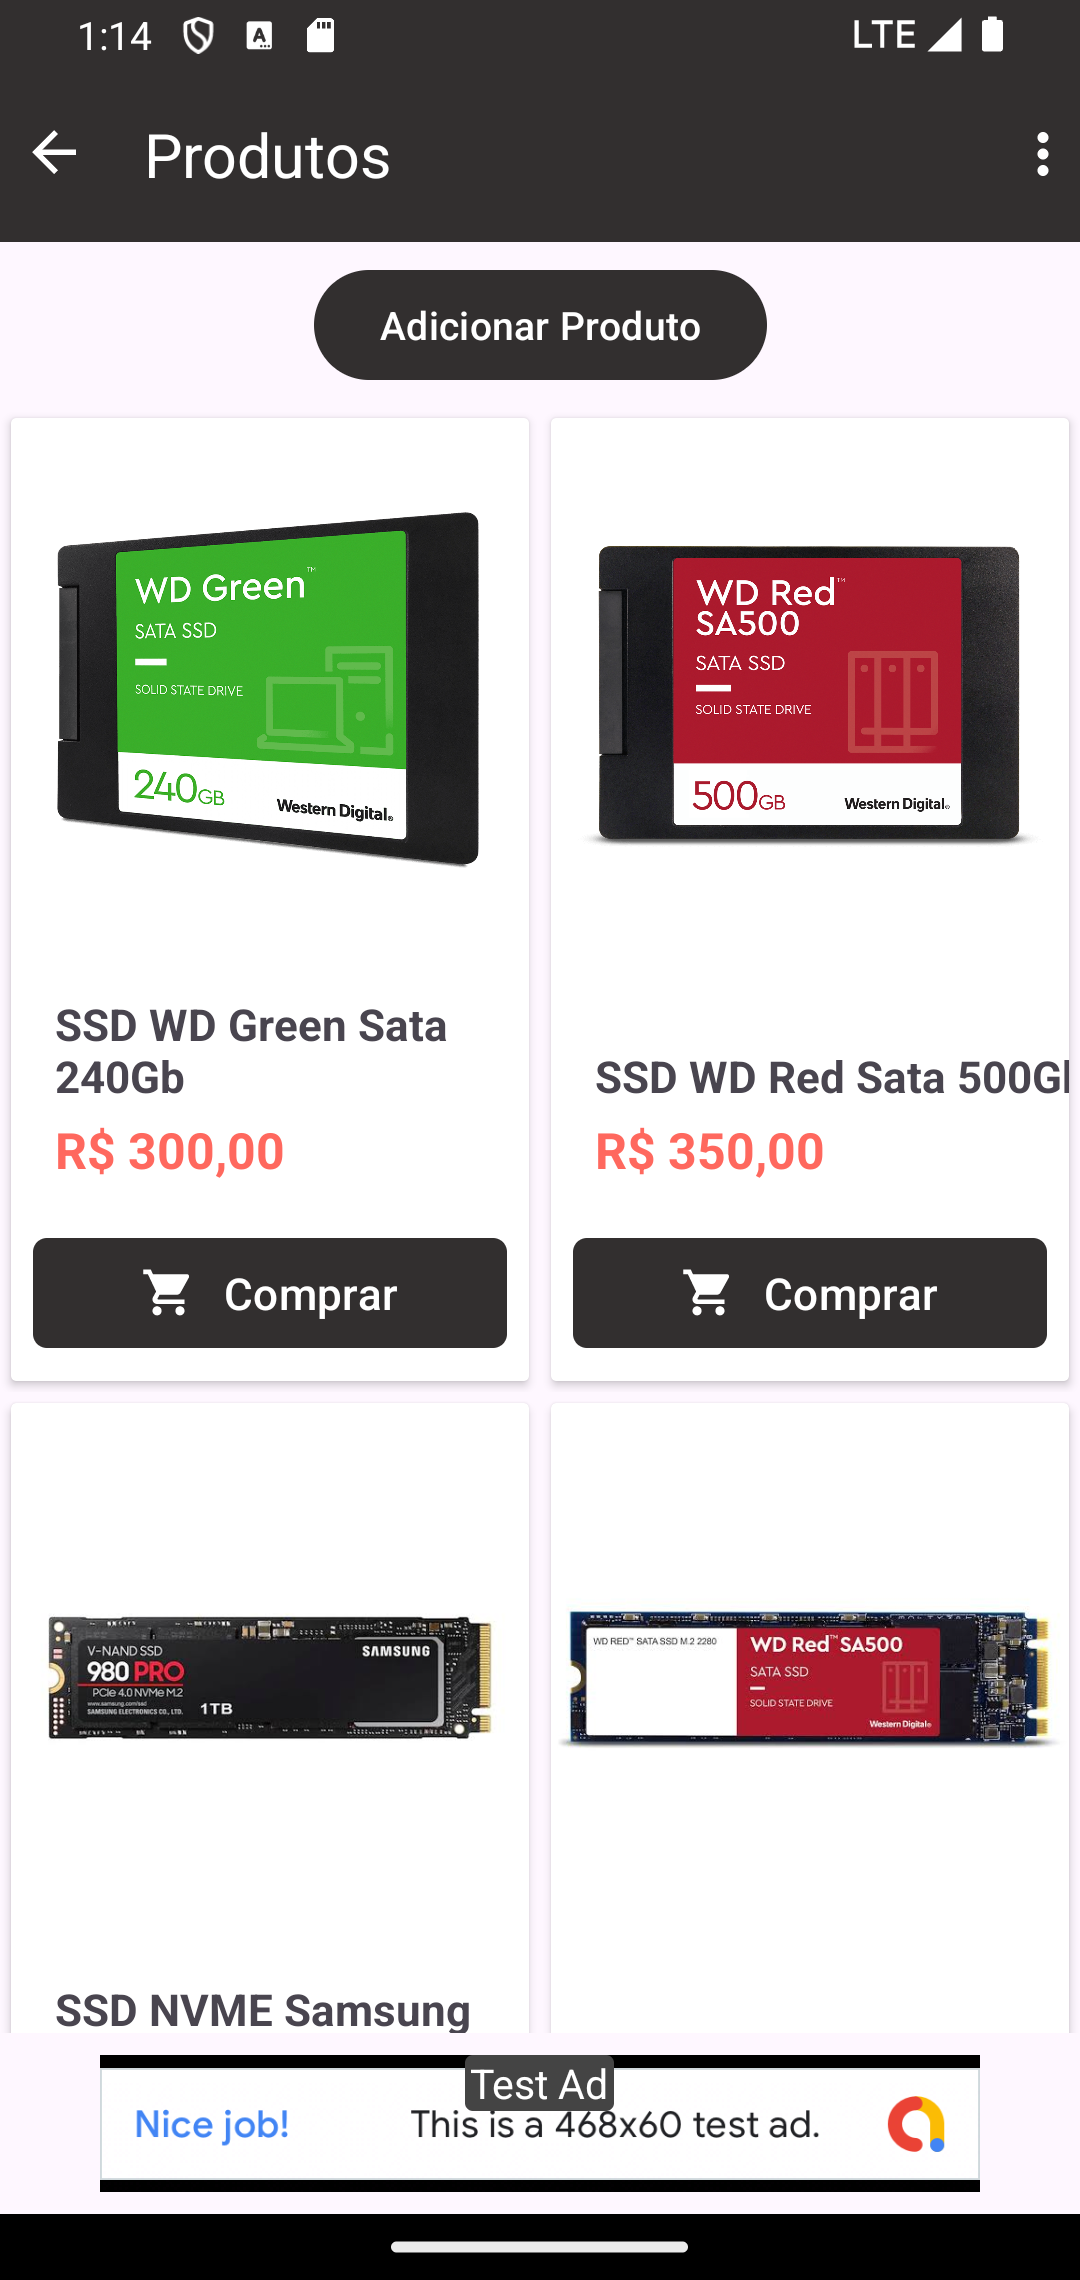 1:14
LTE
Produtos
Adicionar Produto
WD Green™
SATA SSD
SOLID STATE DRIVE
240GB
Western Digital®
WD Red™
SA500
SATA SSD
SOLID STATE DRIVE
500GB
Western Digital®
SSD WD Green Sata
240Gb
R$ 300,00
Comprar
SSD WD Red Sata 500G
R$ 350,00
Comprar
V-NAND SSD
980 PRO
PCIe 4.0 NVMe M.2
www.samsung.com/ssd
SAMSUNG ELECTRONICS CO., LTD.
1TB
SAMSUNG
WD RED™ SATA SSD M.2 2280
WD Red™ SA500
SATA SSD
SOLID STATE DRIVE
Western Digital®
SSD NVME Samsung
Test Ad
Nice job!
This is a 468x60 test ad.